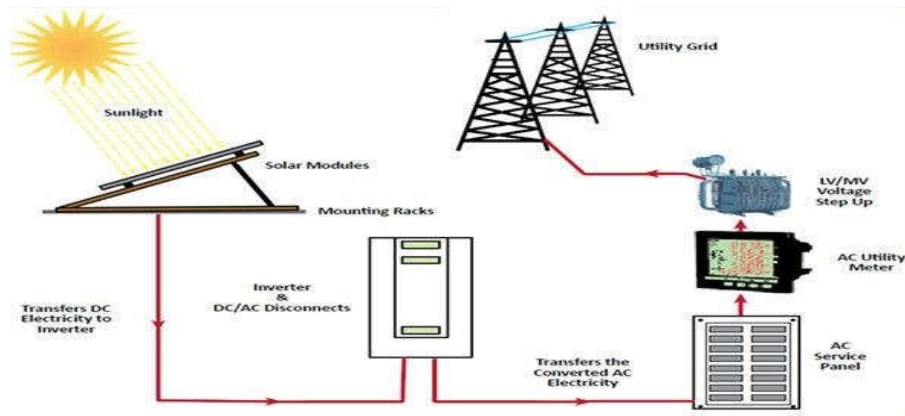 Sunlight
Solar Modules
Mounting Racks
Transfers DC
Electricity to
Inverter
Inverter
&
DC/AC Disconnects
Transfers the
Converted AC
Electricity
AC
Service
Panel
AC Utility
Meter
LV/MV
Voltage
Step Up
Utility Grid